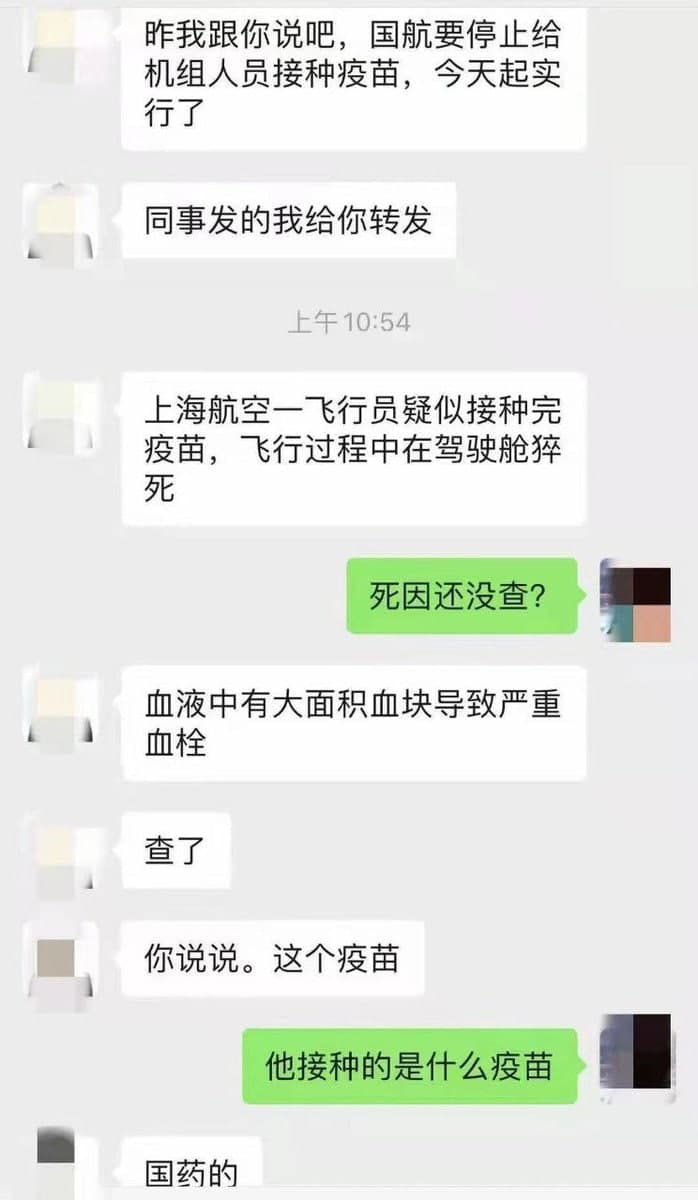 昨我跟你说吧，国航要停止给
机组人员接种疫苗，今天起实
行了
同事发的我给你转发
上午10:54
上海航空一飞行员疑似接种完
疫苗，飞行过程中在驾驶舱猝
死
死因还没查？
血液中有大面积血块导致严重
血栓
查了
你说说。这个疫苗
他接种的是什么疫苗
国药的